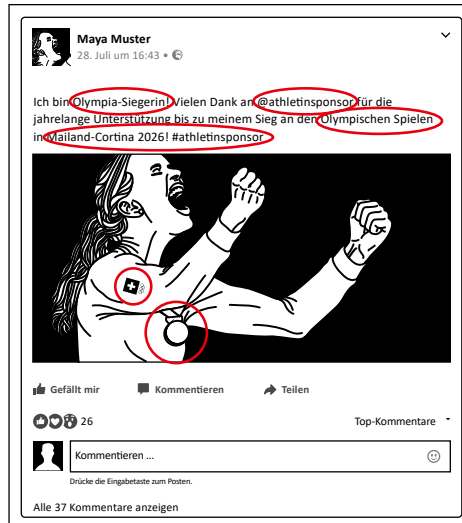 Maya Muster
28. Juli um 16:43 •
Ich bin Olympia-Siegerin! Vielen Dank an @athletinsponsor für die
jahrelange Unterstützung bis zu meinem Sieg an den Olympischen Spielen
in Mailand-Cortina 2026! #athletinsponsor
Gefällt mir Kommentieren Teilen
26 Top-Kommentare
Kommentieren ...
Drücke die Eingabetaste zum Posten.
Alle 37 Kommentare anzeigen